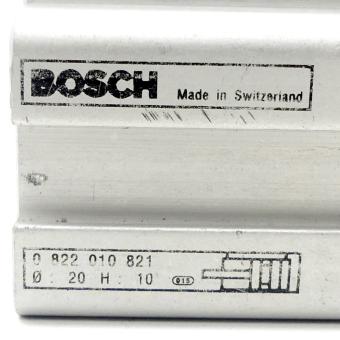 BOSCH Made in Switzerland
0 822 010 821
Ø : 20 H : 10